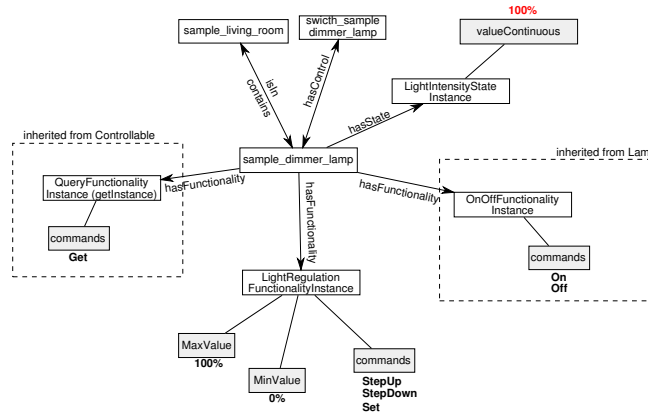 100%
valueContinuous
sample_living_room
swicth_sample
dimmer_lamp
isIn
contains
hasControl
LightIntensityState
Instance
hasState
inherited from Controllable
inherited from Lam
sample_dimmer_lamp
QueryFunctionality
Instance (getInstance)
hasFunctionality
hasFunctionality
hasFunctionality
OnOffFunctionality
Instance
commands
Get
commands
On
Off
LightRegulation
FunctionalityInstance
MaxValue
100%
MinValue
0%
commands
StepUp
StepDown
Set